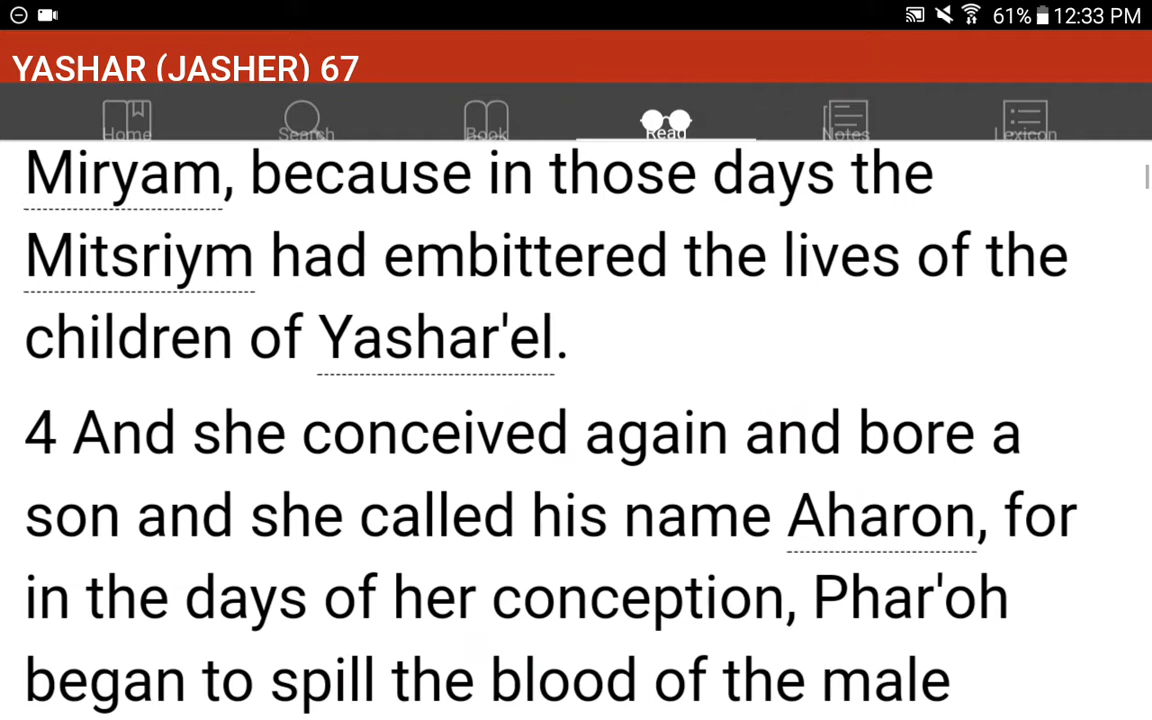 61% 12:33 PM
YASHAR (JASHER) 67
Home Search Book Read Notes Lexicon
Miryam, because in those days the
Mitsriym had embittered the lives of the
children of Yashar'el.
4 And she conceived again and bore a
son and she called his name Aharon, for
in the days of her conception, Phar'oh
began to spill the blood of the male